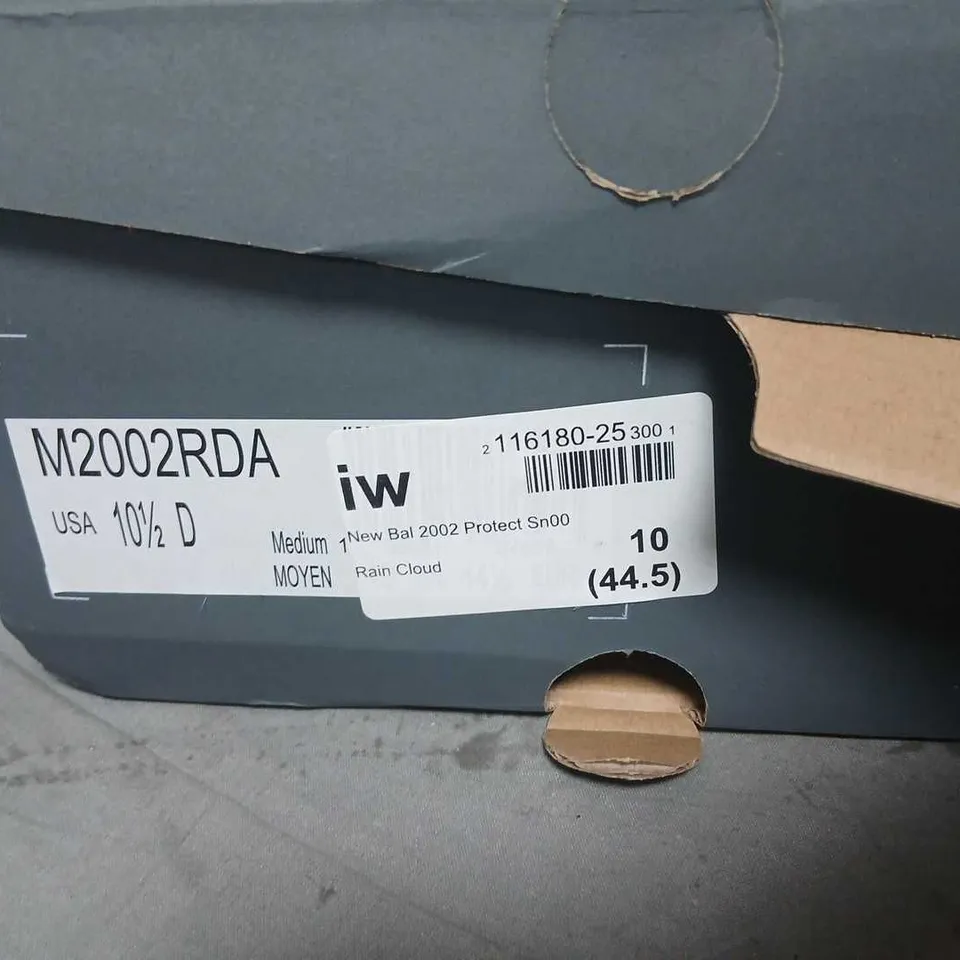 M2002RDA
USA 10½ D
Medium 1
MOYEN
iw
2 116180-25 300 1
New Bal 2002 Protect Sn00
Rain Cloud
10
(44.5)